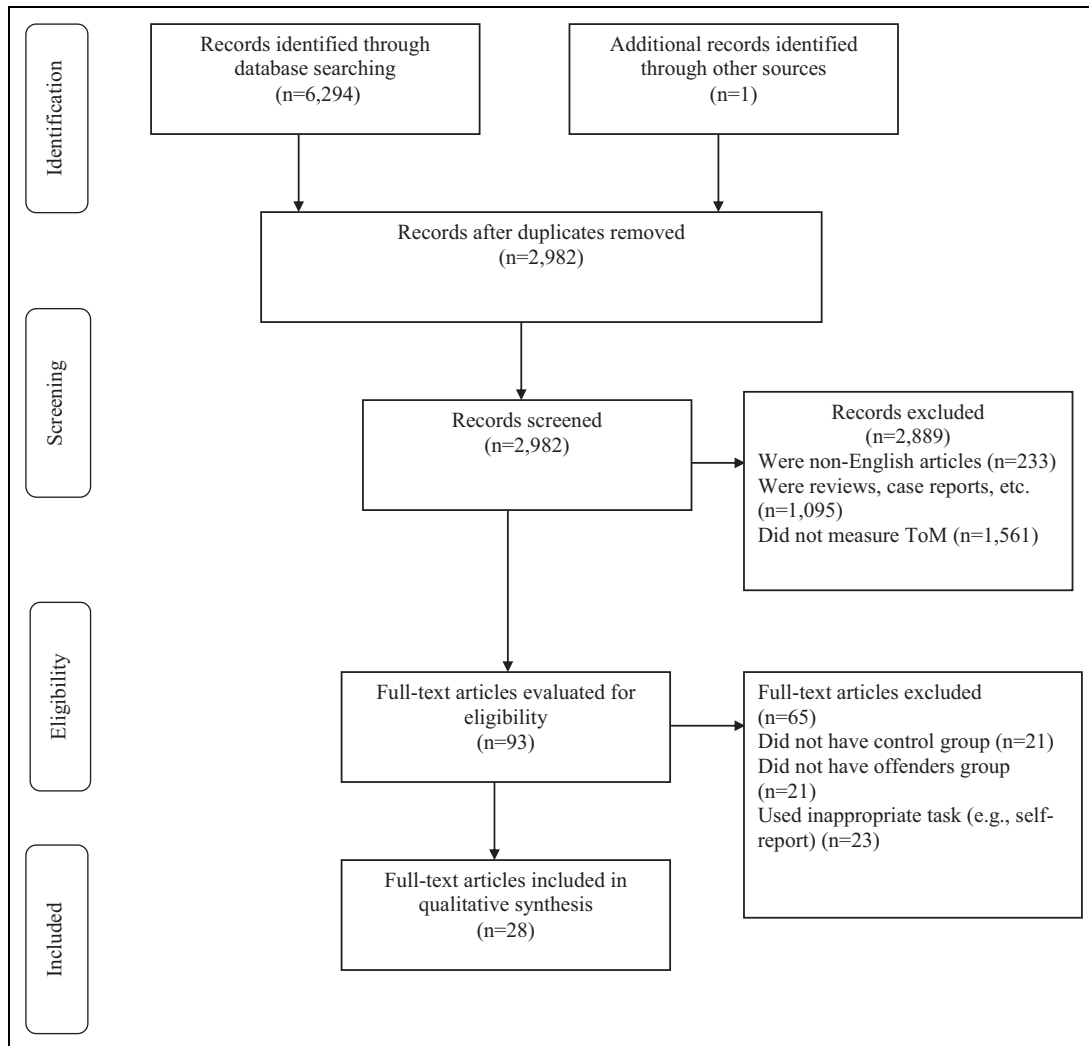 Identification
Records identified through
database searching
(n=6,294)
Additional records identified
through other sources
(n=1)
Records after duplicates removed
(n=2,982)
Screening
Records screened
(n=2,982)
Records excluded
(n=2,889)
Were non-English articles (n=233)
Were reviews, case reports, etc.
(n=1,095)
Did not measure ToM (n=1,561)
Eligibility
Full-text articles evaluated for
eligibility
(n=93)
Full-text articles excluded
(n=65)
Did not have control group (n=21)
Did not have offenders group
(n=21)
Used inappropriate task (e.g., self-
report) (n=23)
Included
Full-text articles included in
qualitative synthesis
(n=28)